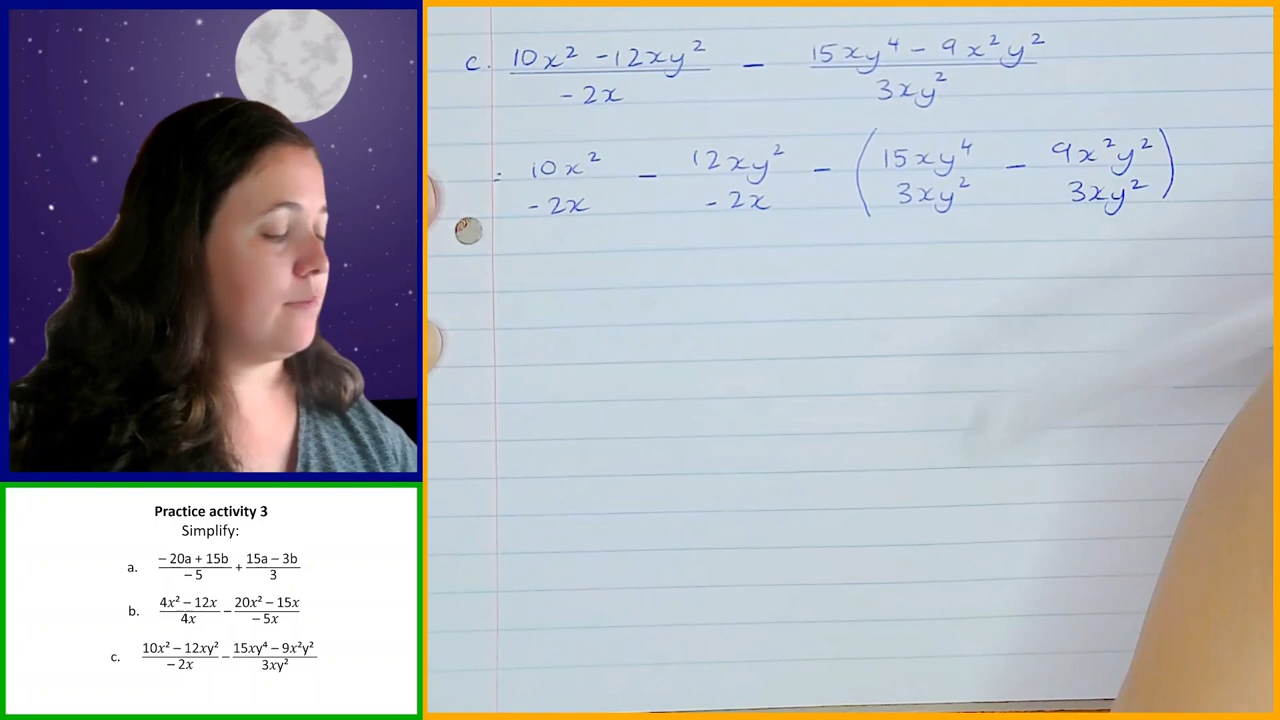 c. (10x² - 12xy²)/(-2x) - (15xy⁴ - 9x²y²)/(3xy²)
= 10x²/-2x - 12xy²/-2x - (15xy⁴/3xy² - 9x²y²/3xy²)
Practice activity 3
Simplify:
a. (– 20a + 15b)/(– 5) + (15a – 3b)/3
b. (4x² – 12x)/(4x) – (20x² – 15x)/(– 5x)
c. (10x² – 12xy²)/(– 2x) – (15xy⁴ – 9x²y²)/(3xy²)